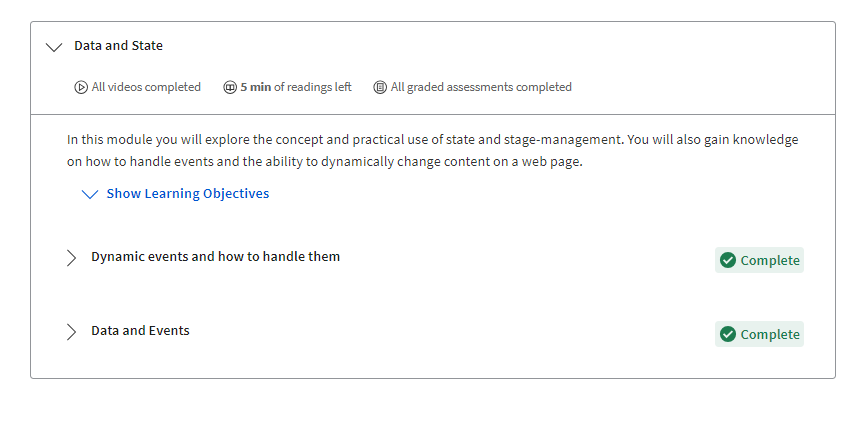 Data and State
All videos completed 5 min of readings left All graded assessments completed
In this module you will explore the concept and practical use of state and stage-management. You will also gain knowledge
on how to handle events and the ability to dynamically change content on a web page.
Show Learning Objectives
Dynamic events and how to handle them Complete
Data and Events Complete